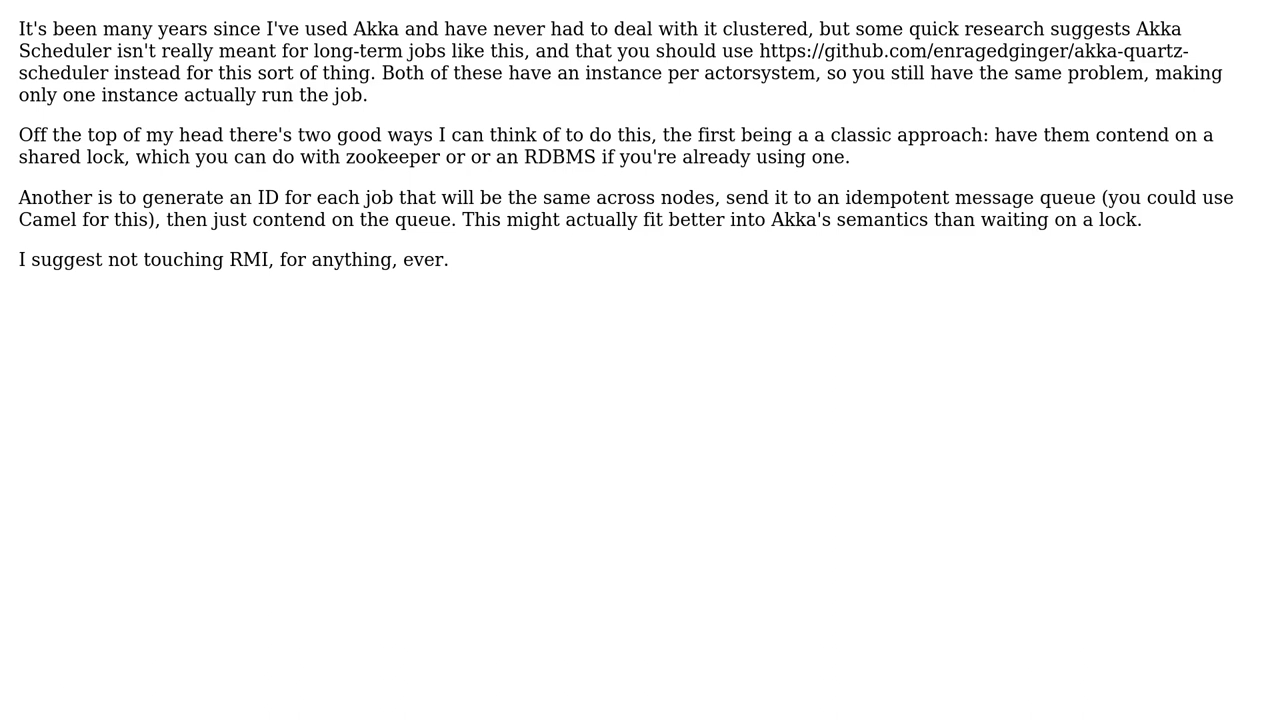 It's been many years since I've used Akka and have never had to deal with it clustered, but some quick research suggests Akka
Scheduler isn't really meant for long-term jobs like this, and that you should use https://github.com/enragedginger/akka-quartz-
scheduler instead for this sort of thing. Both of these have an instance per actorsystem, so you still have the same problem, making
only one instance actually run the job.
Off the top of my head there's two good ways I can think of to do this, the first being a a classic approach: have them contend on a
shared lock, which you can do with zookeeper or or an RDBMS if you're already using one.
Another is to generate an ID for each job that will be the same across nodes, send it to an idempotent message queue (you could use
Camel for this), then just contend on the queue. This might actually fit better into Akka's semantics than waiting on a lock.
I suggest not touching RMI, for anything, ever.